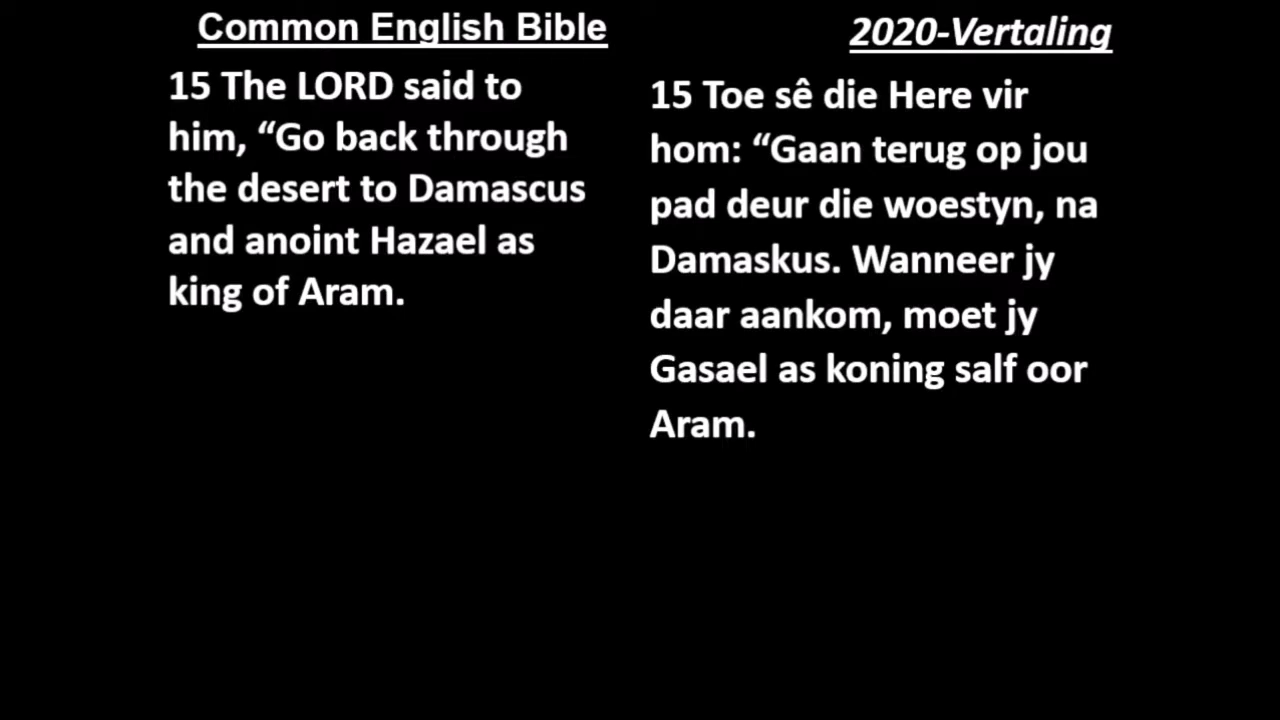 Common English Bible
15 The LORD said to
him, “Go back through
the desert to Damascus
and anoint Hazael as
king of Aram.
2020-Vertaling
15 Toe sê die Here vir
hom: “Gaan terug op jou
pad deur die woestyn, na
Damaskus. Wanneer jy
daar aankom, moet jy
Gasael as koning salf oor
Aram.